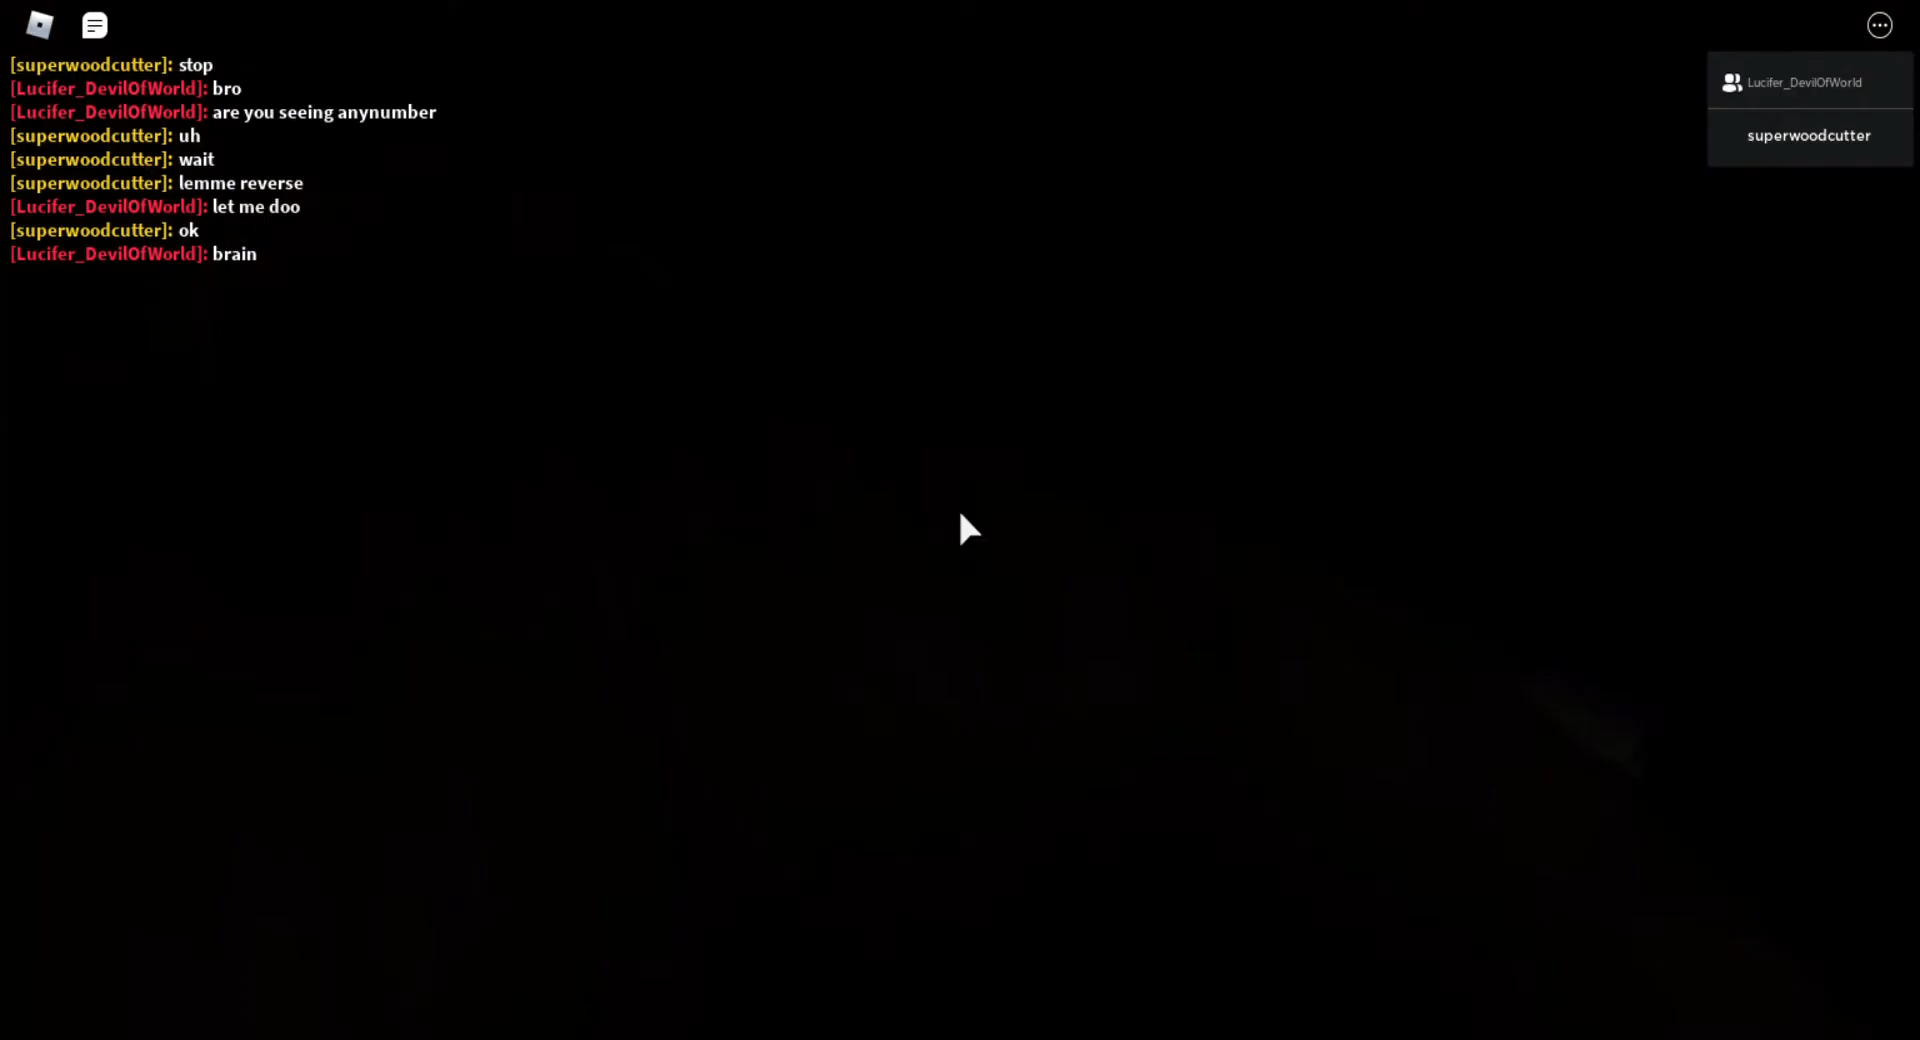 [superwoodcutter]: stop
[Lucifer_DevilOfWorld]: bro
[Lucifer_DevilOfWorld]: are you seeing anynumber
[superwoodcutter]: uh
[superwoodcutter]: wait
[superwoodcutter]: lemme reverse
[Lucifer_DevilOfWorld]: let me doo
[superwoodcutter]: ok
[Lucifer_DevilOfWorld]: brain
Lucifer_DevilOfWorld
superwoodcutter